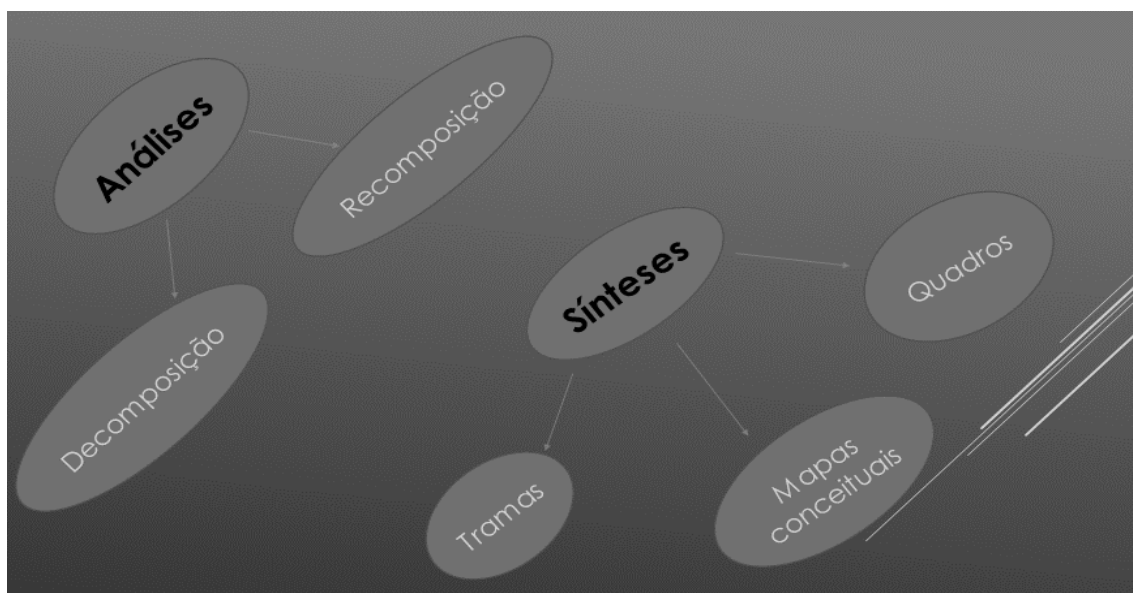 Análises
Recomposição
Decomposição
Sínteses
Quadros
Tramas
Mapas
conceituais